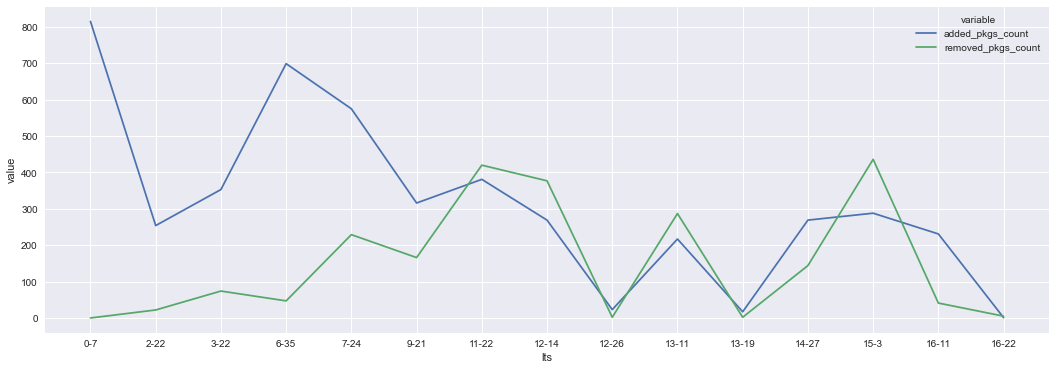 variable
added_pkgs_count
removed_pkgs_count
800
700
600
500
400
300
200
100
0
value
0-7 2-22 3-22 6-35 7-24 9-21 11-22 12-14 12-26 13-11 13-19 14-27 15-3 16-11 16-22
lts